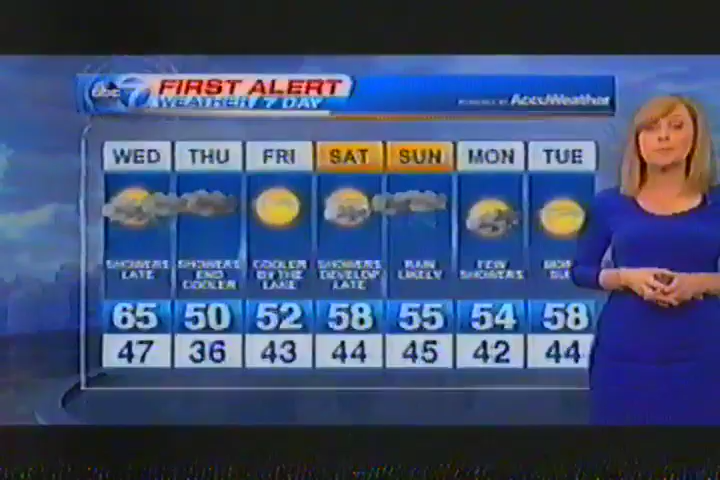 abc 7 FIRST ALERT
WEATHER 7 DAY
POWERED BY AccuWeather
WED THU FRI SAT SUN MON TUE
SHOWERS LATE
SHOWERS END COOLER
COOLER BY THE LAKE
SHOWERS DEVELOP LATE
RAIN LIKELY
FEW SHOWERS
65 50 52 58 55 54 58
47 36 43 44 45 42 44